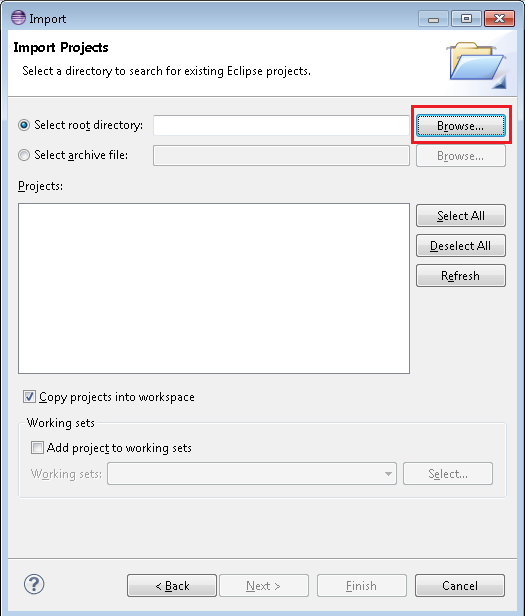 Import
Import Projects
Select a directory to search for existing Eclipse projects.
Select root directory:
Browse...
Select archive file:
Browse...
Projects:
Select All
Deselect All
Refresh
Copy projects into workspace
Working sets
Add project to working sets
Working sets:
Select...
?
< Back
Next >
Finish
Cancel